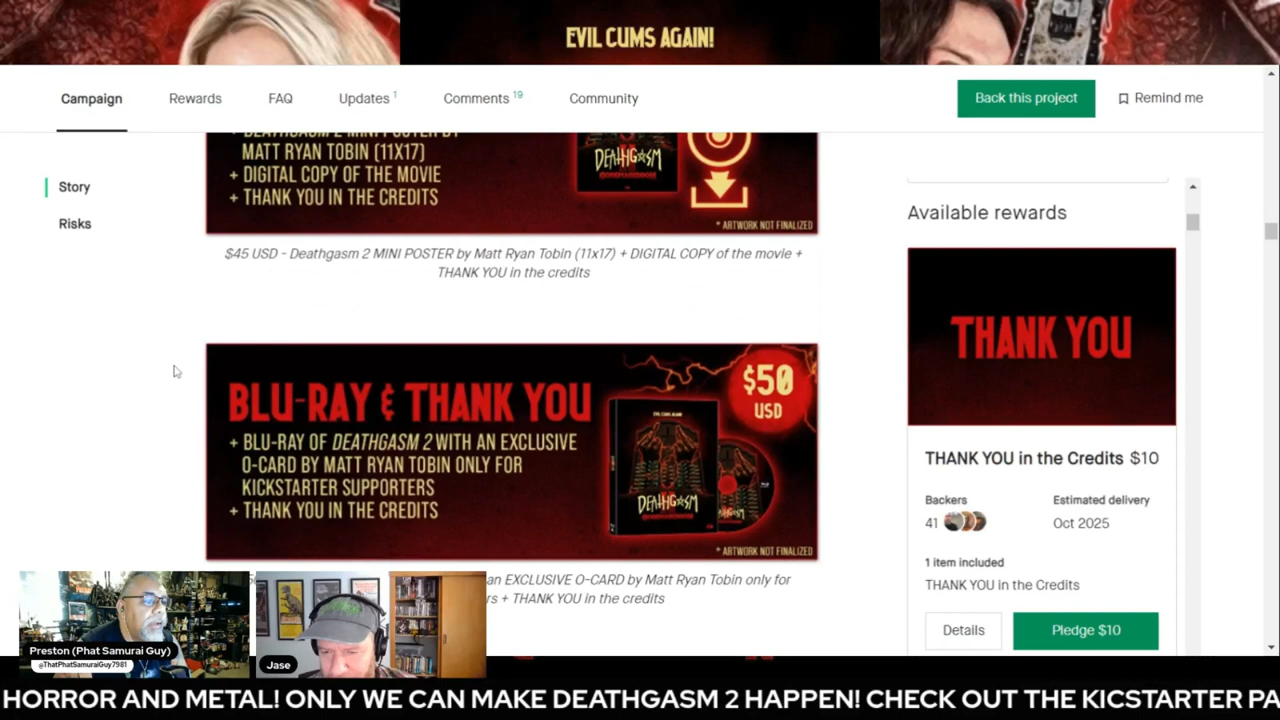 EVIL CUMS AGAIN!
Campaign
Rewards
FAQ
Updates 1
Comments 19
Community
Back this project
Remind me
Story
Risks
+ DEATHGASM 2 MINI POSTER BY
MATT RYAN TOBIN (11X17)
+ DIGITAL COPY OF THE MOVIE
+ THANK YOU IN THE CREDITS
DEATHGASM
* ARTWORK NOT FINALIZED
$45 USD - Deathgasm 2 MINI POSTER by Matt Ryan Tobin (11x17) + DIGITAL COPY of the movie +
THANK YOU in the credits
BLU-RAY & THANK YOU
+ BLU-RAY OF DEATHGASM 2 WITH AN EXCLUSIVE
O-CARD BY MATT RYAN TOBIN ONLY FOR
KICKSTARTER SUPPORTERS
+ THANK YOU IN THE CREDITS
EVIL CUMS AGAIN!
DEATHGASM
$50
USD
* ARTWORK NOT FINALIZED
an EXCLUSIVE O-CARD by Matt Ryan Tobin only for
rs + THANK YOU in the credits
Available rewards
THANK YOU
THANK YOU in the Credits $10
Backers
41
Estimated delivery
Oct 2025
1 item included
THANK YOU in the Credits
Details
Pledge $10
Preston (Phat Samurai Guy)
@ThatPhatSamuraiGuy7981
Jase
HORROR AND METAL! ONLY WE CAN MAKE DEATHGASM 2 HAPPEN! CHECK OUT THE KICSTARTER PA